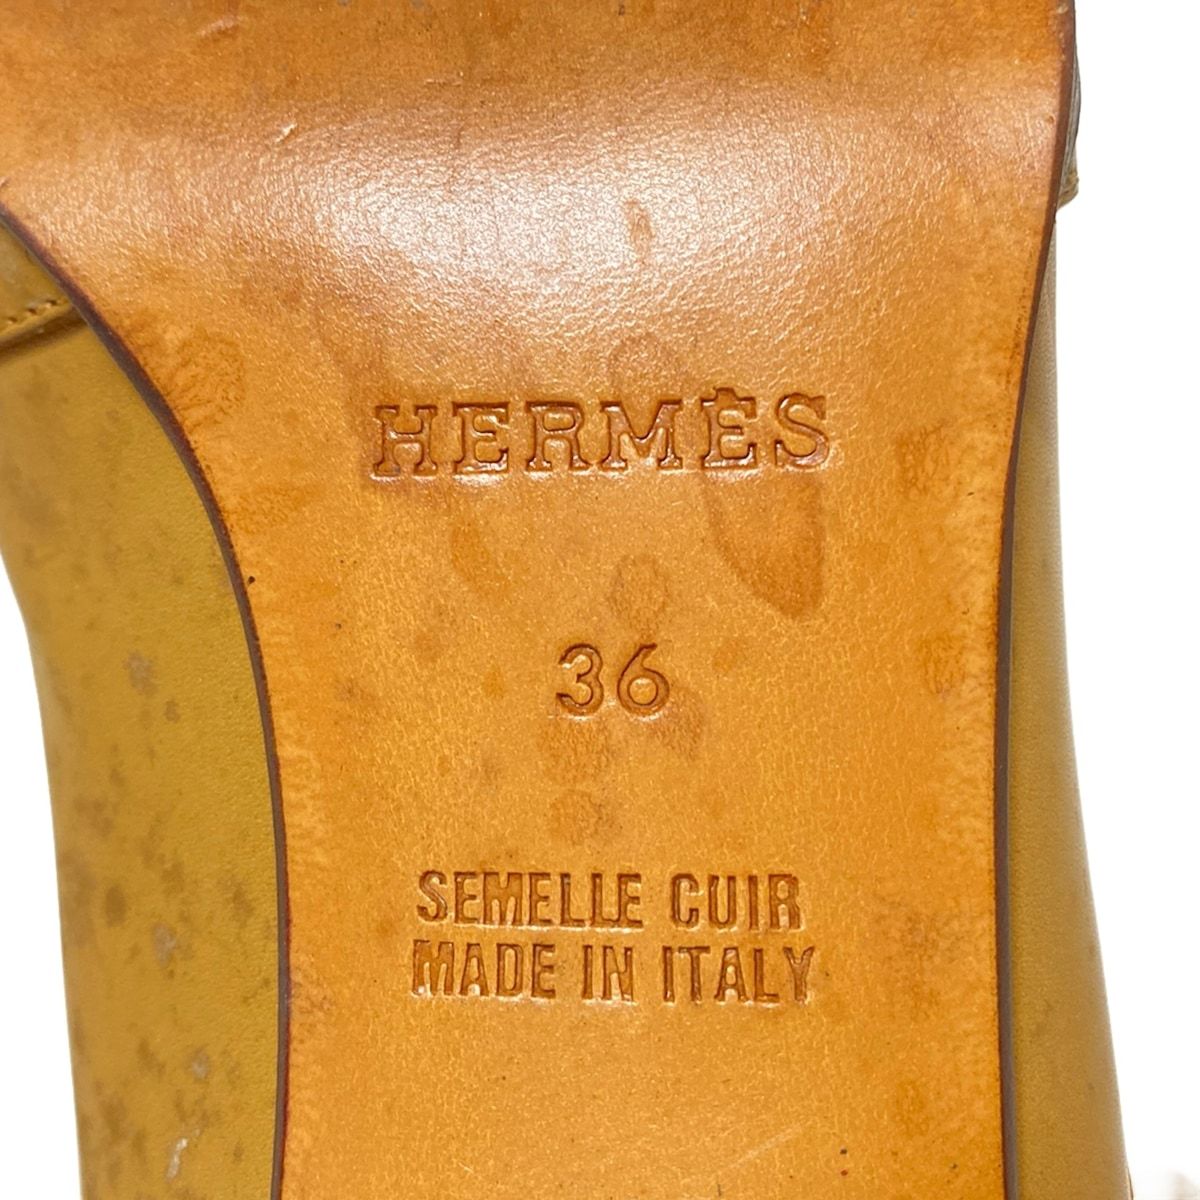 HERMÈS
36
SEMELLE CUIR
MADE IN ITALY